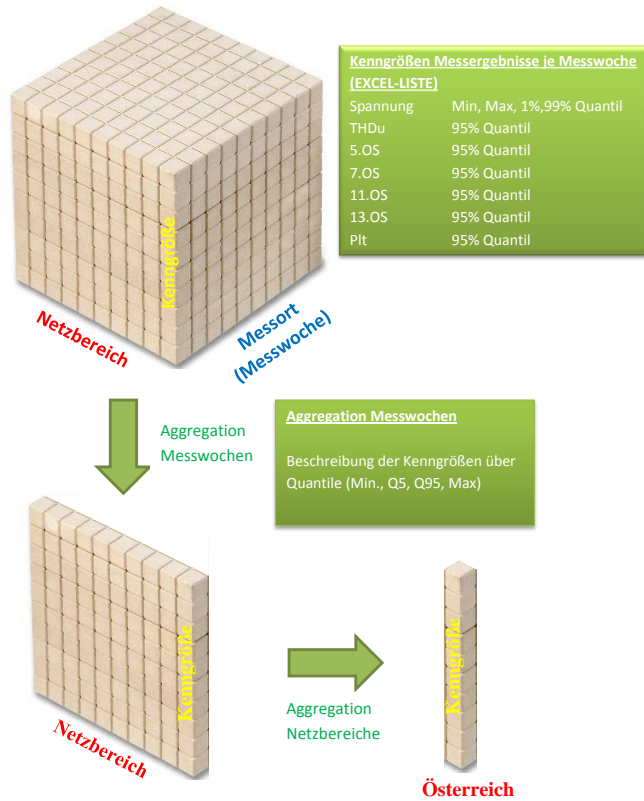 Kenngrößen Messergebnisse je Messwoche
(EXCEL-LISTE)
Spannung Min, Max, 1%,99% Quantil
THDu 95% Quantil
5.OS 95% Quantil
7.OS 95% Quantil
11.OS 95% Quantil
13.OS 95% Quantil
Plt 95% Quantil
Kenngröße
Netzbereich
Messort
(Messwoche)
Aggregation
Messwochen
Aggregation Messwochen
Beschreibung der Kenngrößen über
Quantile (Min., Q5, Q95, Max)
Kenngröße
Netzbereich
Aggregation
Netzbereiche
Kenngröße
Österreich